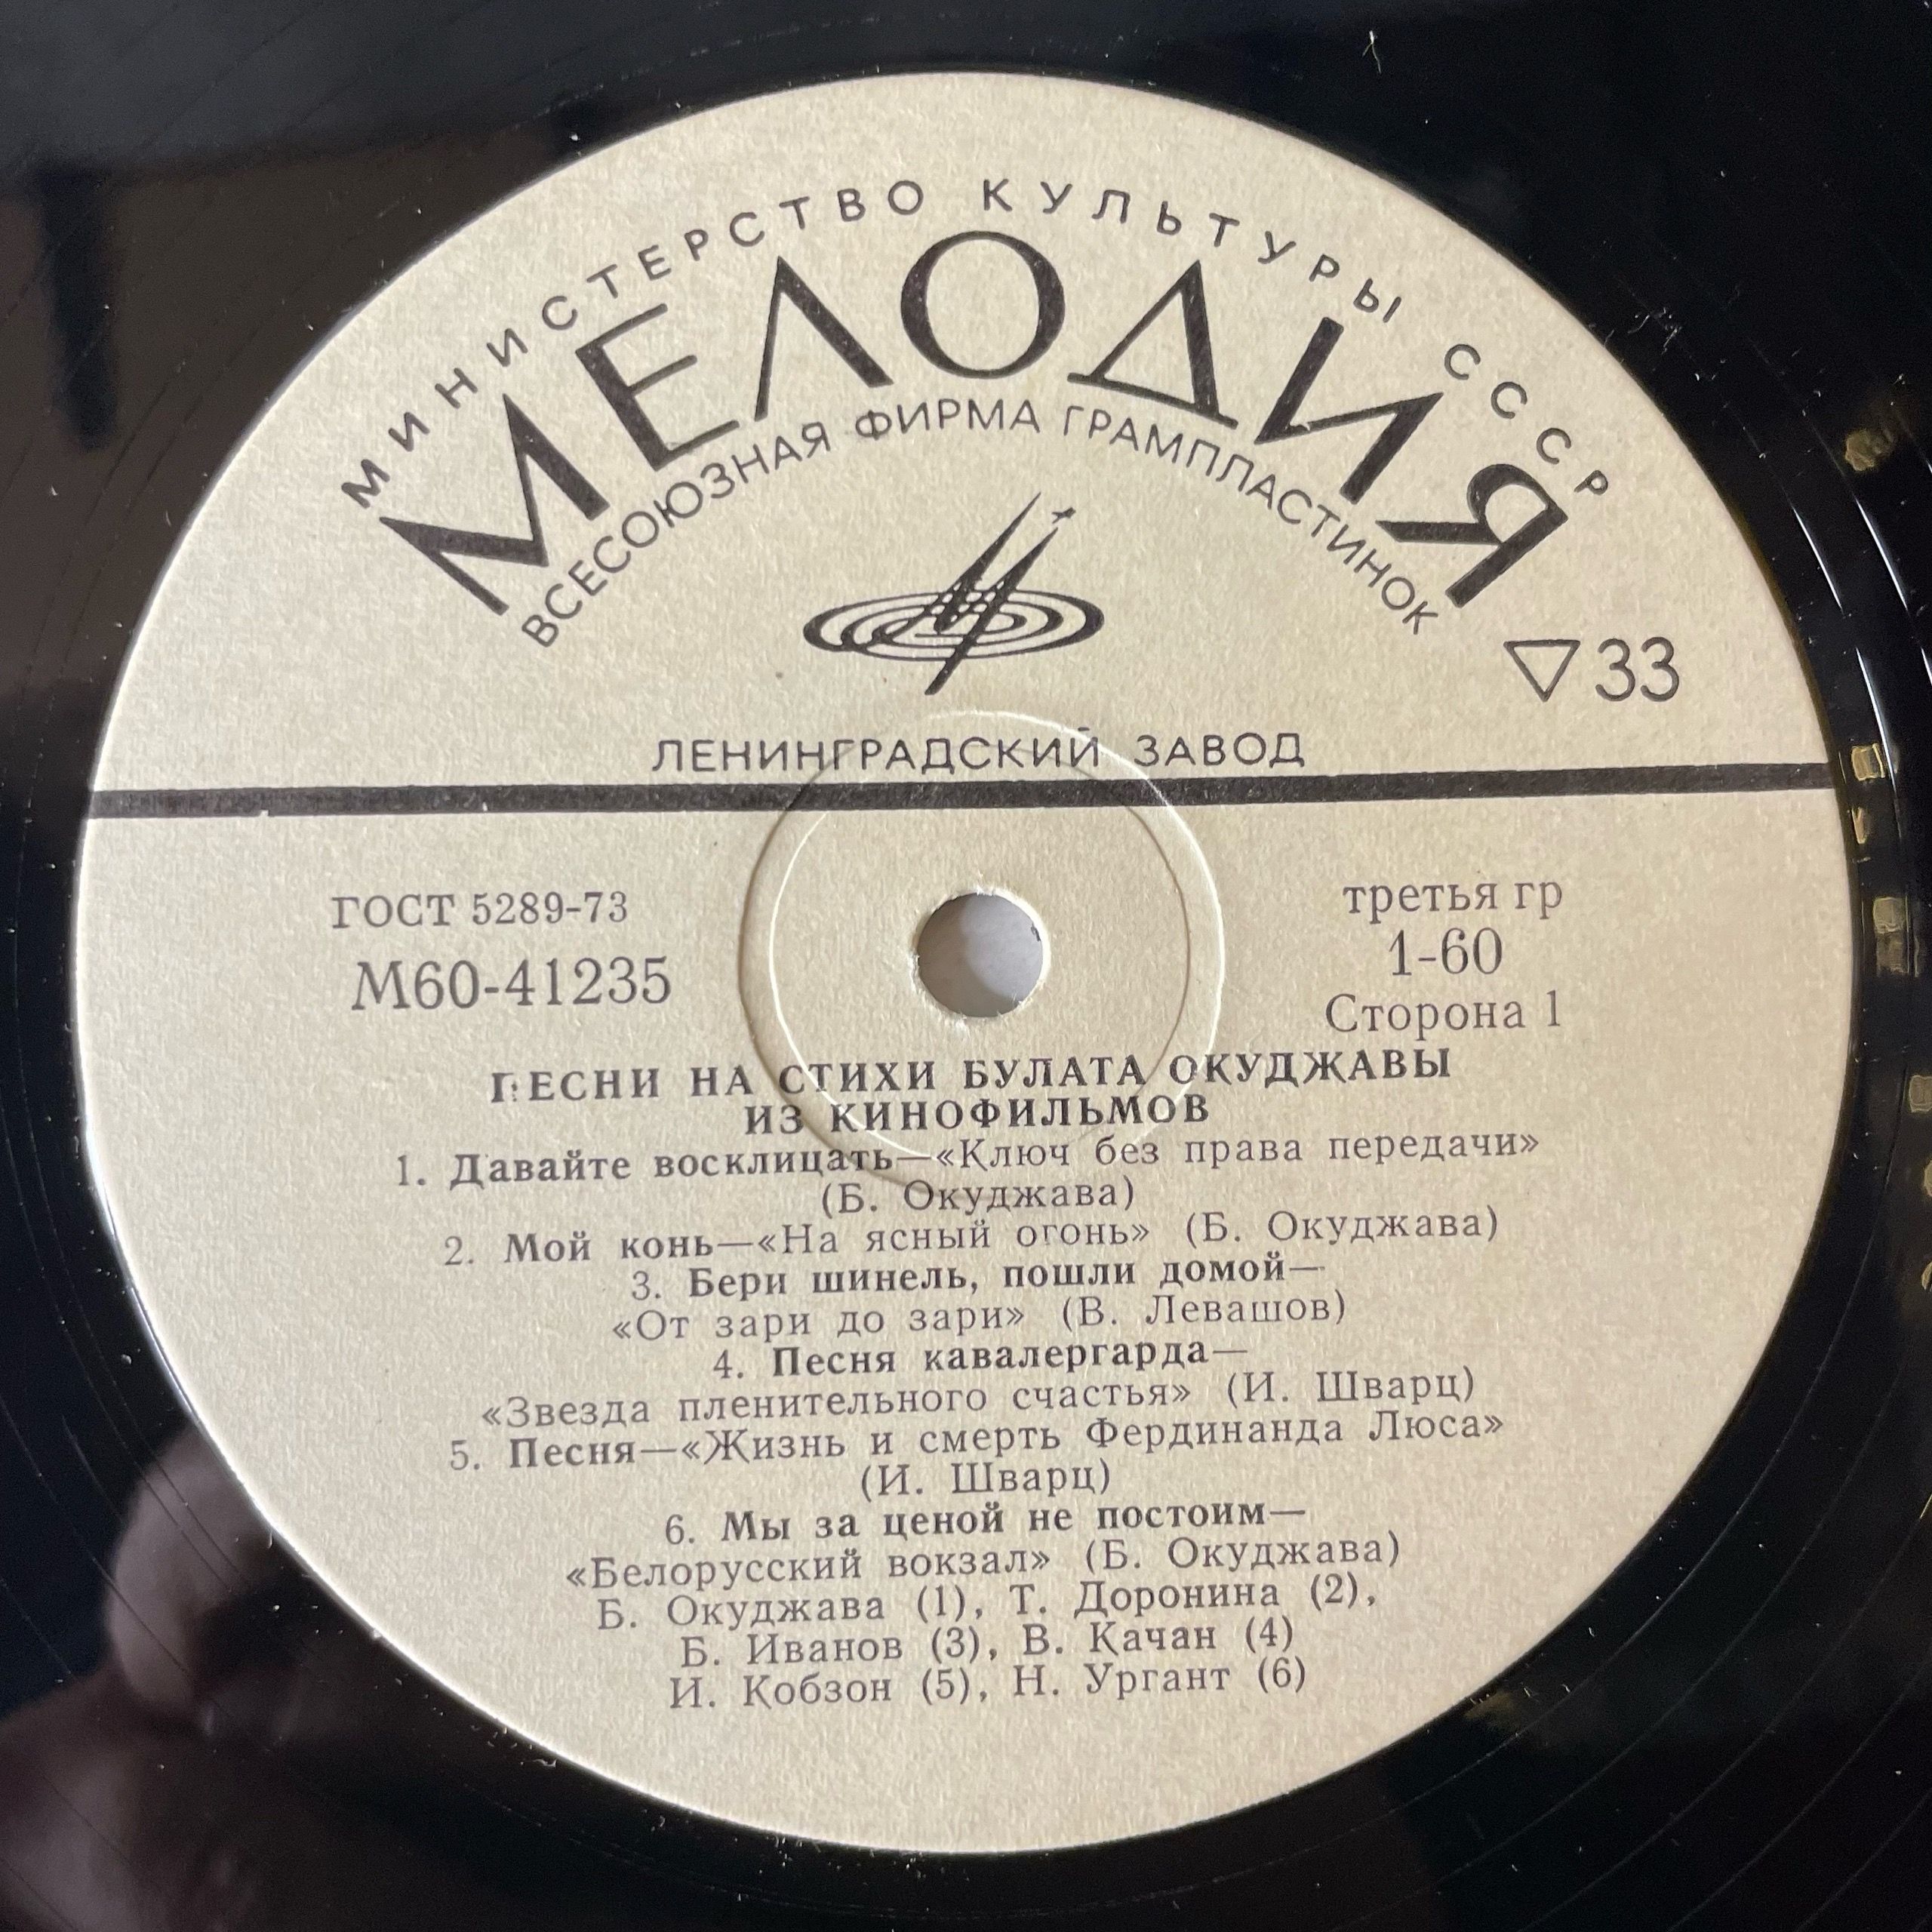 МИНИСТЕРСТВО КУЛЬТУРЫ СССР
МЕЛОДИЯ
ВСЕСОЮЗНАЯ ФИРМА ГРАМПЛАСТИНОК
33
ЛЕНИНГРАДСКИЙ ЗАВОД
ГОСТ 5289-73
М60-41235
третья гр
1-60
Сторона 1
ПЕСНИ НА СТИХИ БУЛАТА ОКУДЖАВЫ
ИЗ КИНОФИЛЬМОВ
1. Давайте восклицать—«Ключ без права передачи»
(Б. Окуджава)
2. Мой конь—«На ясный огонь» (Б. Окуджава)
3. Бери шинель, пошли домой—
«От зари до зари» (В. Левашов)
4. Песня кавалергарда—
«Звезда пленительного счастья» (И. Шварц)
5. Песня—«Жизнь и смерть Фердинанда Люса»
(И. Шварц)
6. Мы за ценой не постоим—
«Белорусский вокзал» (Б. Окуджава)
Б. Окуджава (1), Т. Доронина (2),
Б. Иванов (3), В. Качан (4)
И. Кобзон (5), Н. Ургант (6)